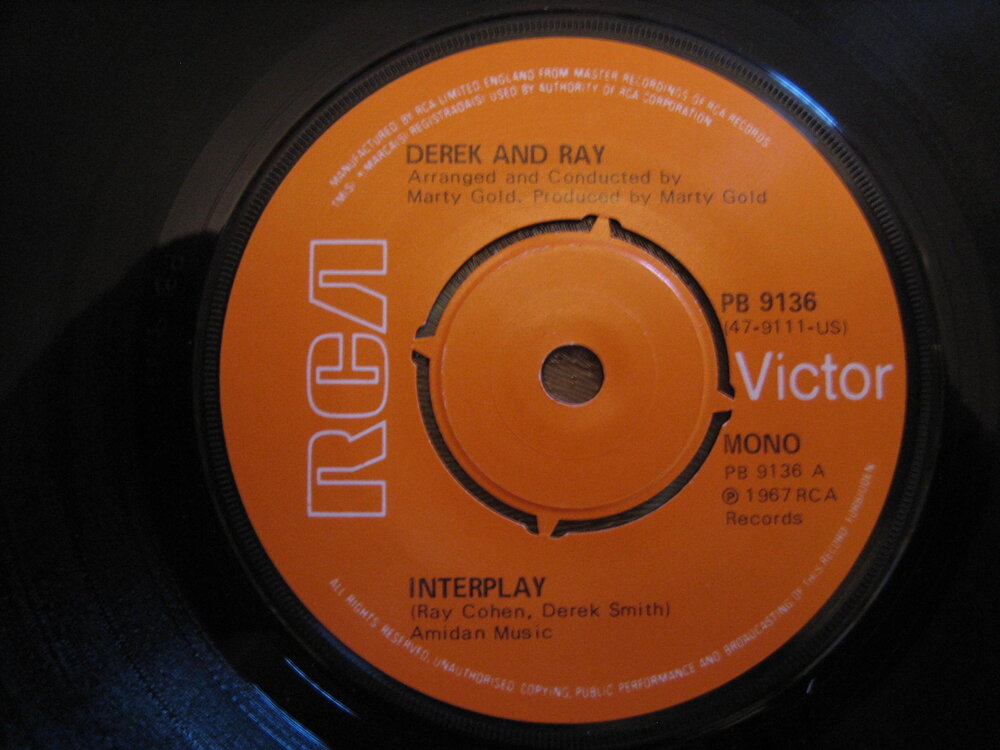 MANUFACTURED BY RCA LIMITED, ENGLAND FROM MASTER RECORDINGS OF RCA RECORDS
TM(S) ® MARCA(S) REGISTRADA(S) USED BY AUTHORITY OF RCA CORPORATION
DEREK AND RAY
Arranged and Conducted by
Marty Gold. Produced by Marty Gold
RCA
PB 9136
(47-9111-US)
Victor
MONO
PB 9136 A
℗ 1967 RCA
Records
INTERPLAY
(Ray Cohen, Derek Smith)
Amidan Music
ALL RIGHTS RESERVED. UNAUTHORISED COPYING, PUBLIC PERFORMANCE AND BROADCASTING OF THIS RECORD FORBIDDEN